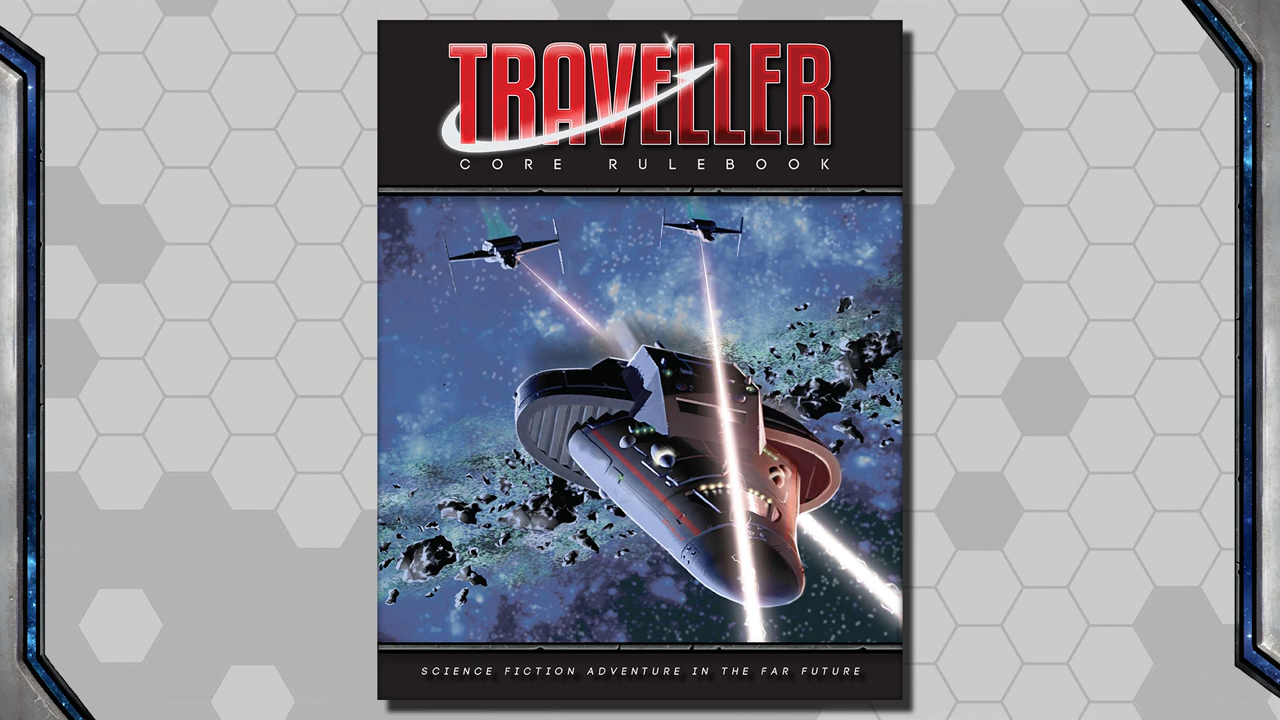 TRAVELLER
CORE RULEBOOK
SCIENCE FICTION ADVENTURE IN THE FAR FUTURE